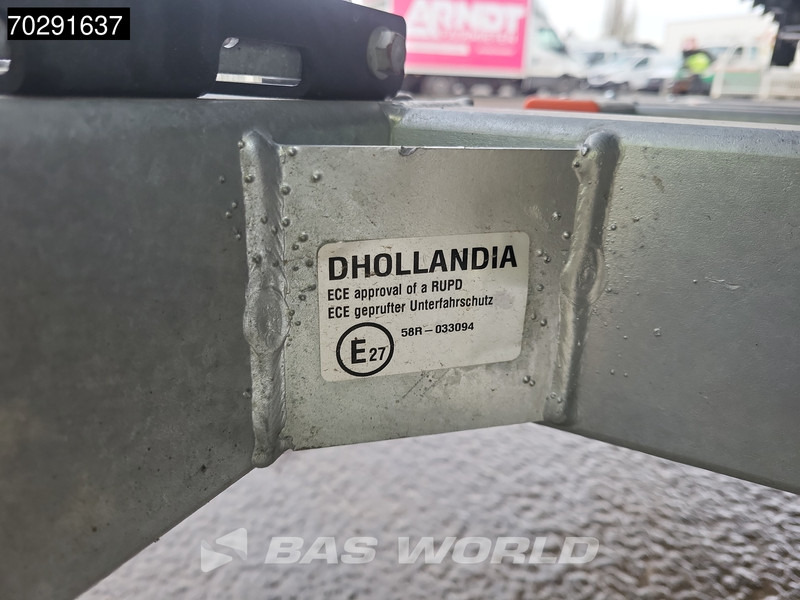 70291637
ARNDT
DHOLLANDIA
ECE approval of a RUPD
ECE geprufter Unterfahrschutz
E27
58R-033094
BAS WORLD